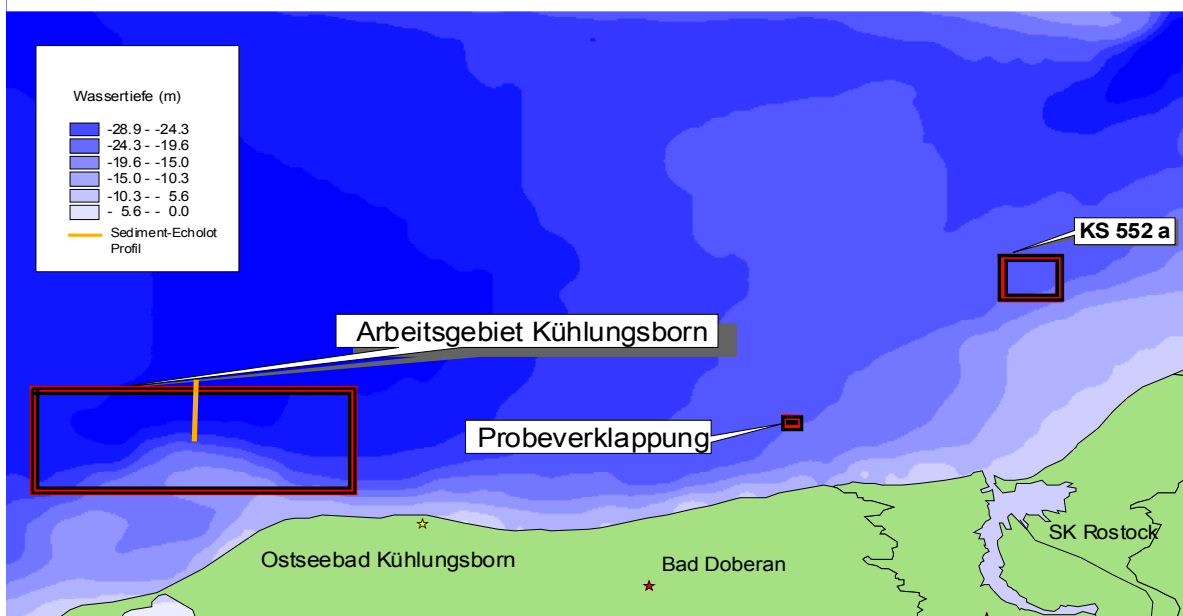 Wassertiefe (m)
-28.9 - -24.3
-24.3 - -19.6
-19.6 - -15.0
-15.0 - -10.3
-10.3 - - 5.6
- 5.6 - - 0.0
Sediment-Echolot
Profil
KS 552 a
Arbeitsgebiet Kühlungsborn
Probeverklappung
SK Rostock
Ostseebad Kühlungsborn
Bad Doberan